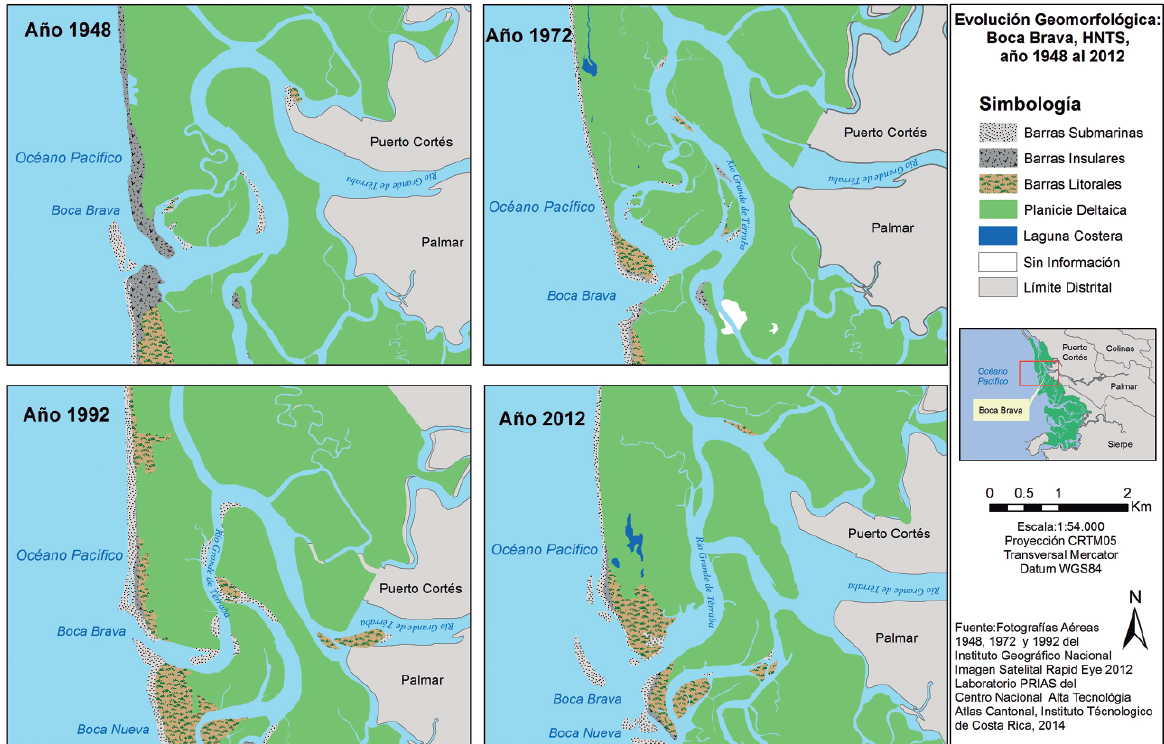 Año 1948
Océano Pacífico
Boca Brava
Puerto Cortés
Río Grande de Térraba
Palmar
Año 1972
Océano Pacífico
Boca Brava
Puerto Cortés
Río Grande de Térraba
Río Grande de Térraba
Palmar
Año 1992
Océano Pacífico
Boca Brava
Boca Nueva
Río Grande de Térraba
Puerto Cortés
Río Grande de Térraba
Palmar
Año 2012
Océano Pacífico
Boca Brava
Boca Nueva
Río Grande de Térraba
Puerto Cortés
Río Grande de Térraba
Palmar
Evolución Geomorfológica:
Boca Brava, HNTS,
año 1948 al 2012
Simbología
Barras Submarinas
Barras Insulares
Barras Litorales
Planicie Deltaica
Laguna Costera
Sin Información
Límite Distrital
Puerto
Cortés
Colinas
Océano
Pacífico
Palmar
Boca Brava
Sierpe
0 0.5 1 2
Km
Escala:1:54.000
Proyección CRTM05
Transversal Mercator
Datum WGS84
N
Fuente:Fotografías Aéreas
1948, 1972 y 1992 del
Instituto Geográfico Nacional
Imagen Satelital Rapid Eye 2012
Laboratorio PRIAS del
Centro Nacional Alta Tecnológia
Atlas Cantonal, Instituto Técnologico
de Costa Rica, 2014